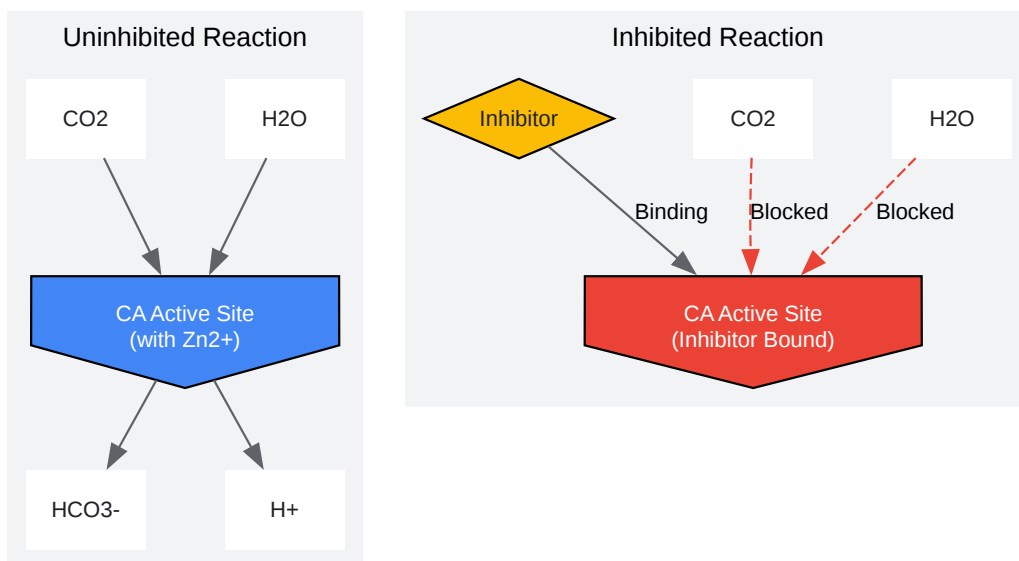 Uninhibited Reaction
CO2
H2O
CA Active Site
(with Zn2+)
HCO3-
H+
Inhibited Reaction
Inhibitor
CO2
H2O
Binding
Blocked
Blocked
CA Active Site
(Inhibitor Bound)